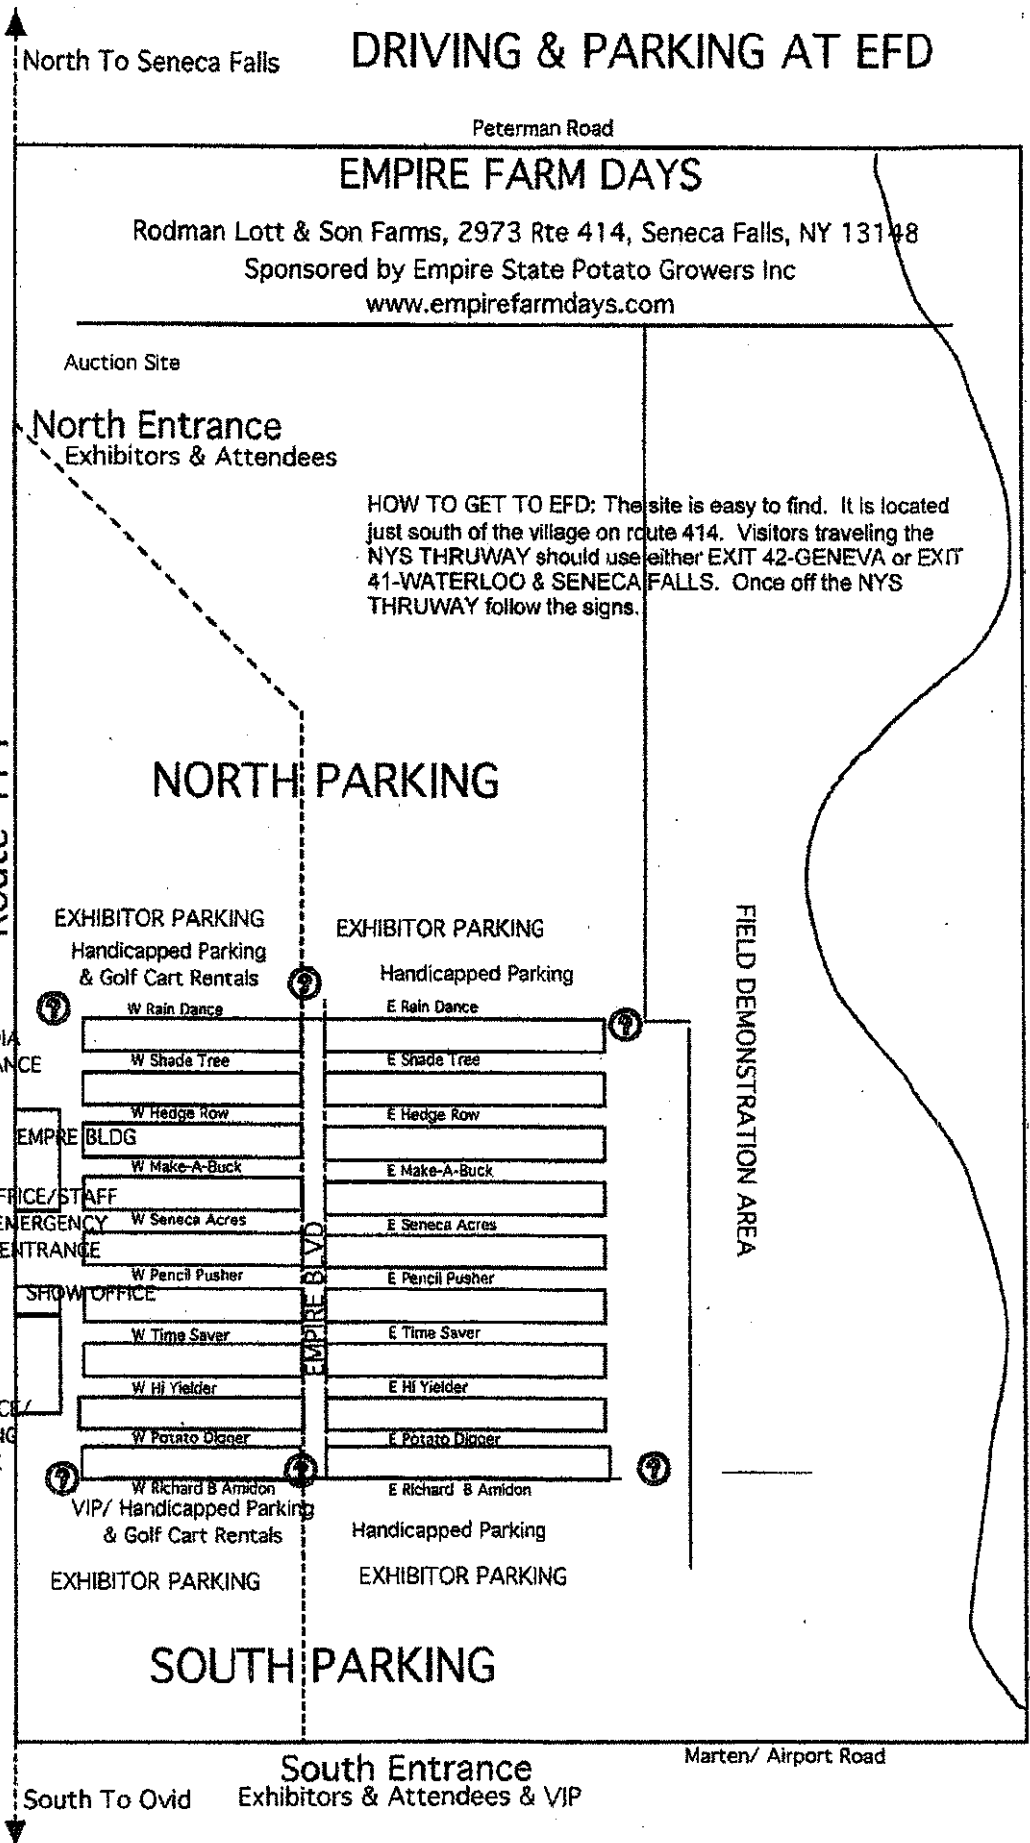 North To Seneca Falls
DRIVING & PARKING AT EFD
Peterman Road
EMPIRE FARM DAYS
Rodman Lott & Son Farms, 2973 Rte 414, Seneca Falls, NY 13148
Sponsored by Empire State Potato Growers Inc
www.empirefarmdays.com
Auction Site
North Entrance
Exhibitors & Attendees
HOW TO GET TO EFD: The site is easy to find. It is located
just south of the village on route 414. Visitors traveling the
NYS THRUWAY should use either EXIT 42-GENEVA or EXIT
41-WATERLOO & SENECA FALLS. Once off the NYS
THRUWAY follow the signs.
NORTH PARKING
EXHIBITOR PARKING
Handicapped Parking
& Golf Cart Rentals
EXHIBITOR PARKING
Handicapped Parking
FIELD DEMONSTRATION AREA
?
?
?
W Rain Dance
E Rain Dance
W Shade Tree
E Shade Tree
W Hedge Row
E Hedge Row
EMPRE BLDG
W Make-A-Buck
E Make-A-Buck
FFICE/STAFF
EMERGENCY
ENTRANCE
W Seneca Acres
E Seneca Acres
EMPIRE BLVD
W Pencil Pusher
E Pencil Pusher
SHOW OFFICE
W Time Saver
E Time Saver
W Hi Yielder
E Hi Yielder
W Potato Digger
E Potato Digger
?
?
?
W Richard B Amidon
E Richard B Amidon
VIP/ Handicapped Parking
& Golf Cart Rentals
Handicapped Parking
EXHIBITOR PARKING
EXHIBITOR PARKING
SOUTH PARKING
Marten/ Airport Road
South Entrance
Exhibitors & Attendees & VIP
South To Ovid